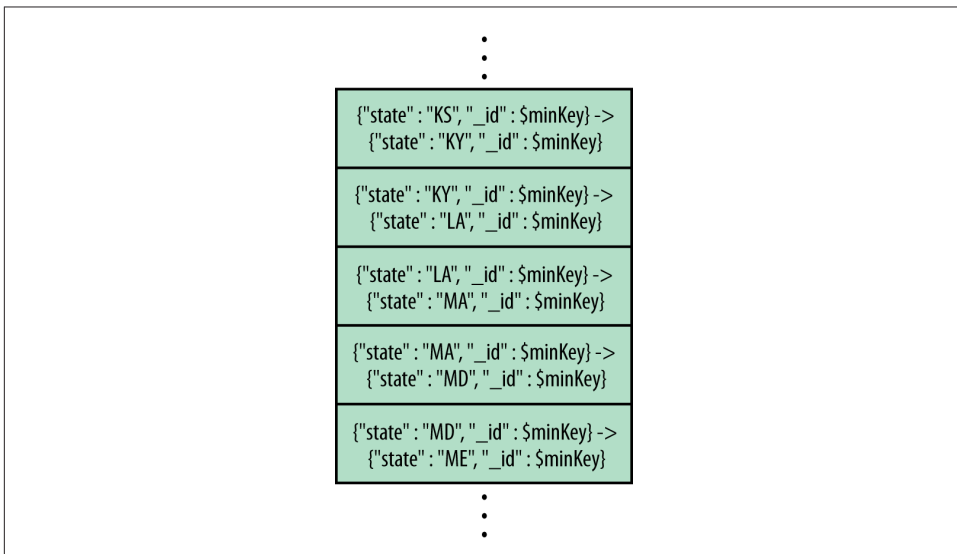 {"state" : "KS", "_id" : $minKey} ->
{"state" : "KY", "_id" : $minKey}
{"state" : "KY", "_id" : $minKey} ->
{"state" : "LA", "_id" : $minKey}
{"state" : "LA", "_id" : $minKey} ->
{"state" : "MA", "_id" : $minKey}
{"state" : "MA", "_id" : $minKey} ->
{"state" : "MD", "_id" : $minKey}
{"state" : "MD", "_id" : $minKey} ->
{"state" : "ME", "_id" : $minKey}